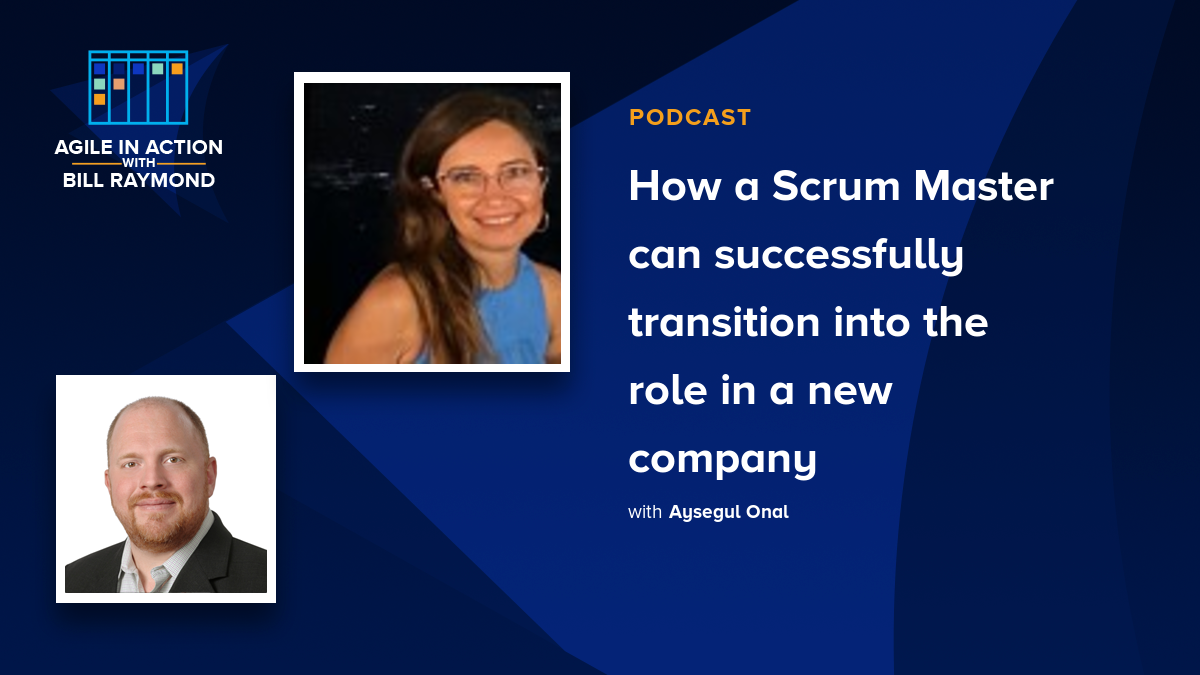 AGILE IN ACTION
WITH
BILL RAYMOND
PODCAST
How a Scrum Master
can successfully
transition into the
role in a new
company
with Aysegul Onal